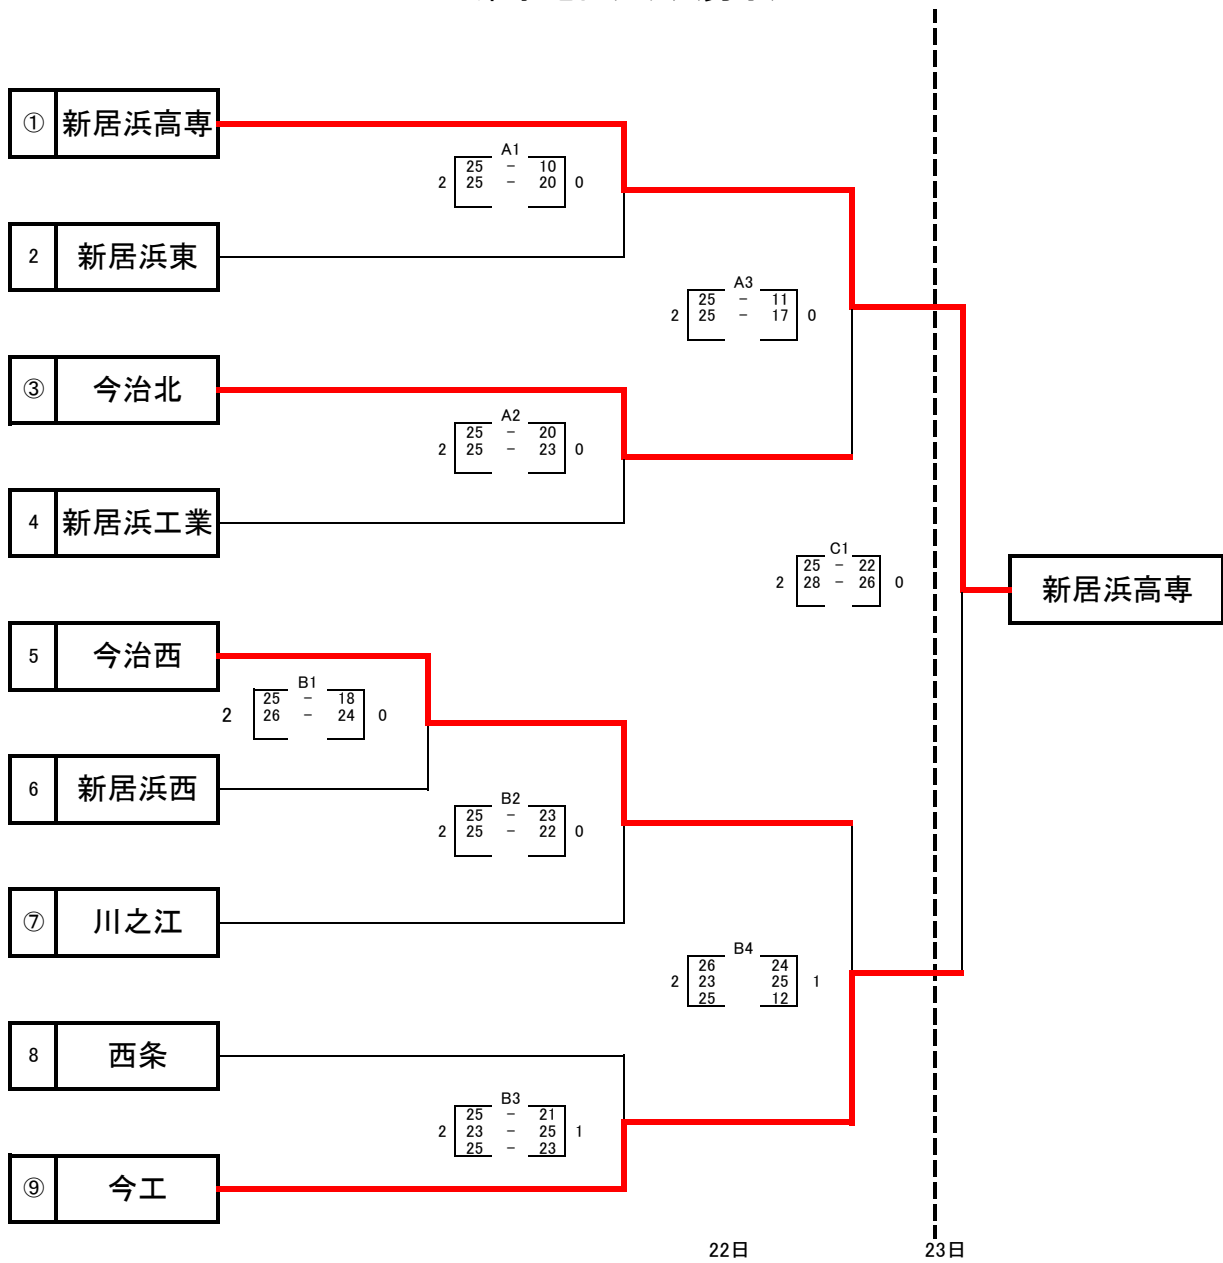 ① 新居浜高専
A1
25 - 10
2 25 - 20 0
2 新居浜東
A3
25 - 11
2 25 - 17 0
③ 今治北
A2
25 - 20
2 25 - 23 0
4 新居浜工業
C1
25 - 22
2 28 - 26 0
新居浜高専
5 今治西
B1
25 - 18
2 26 - 24 0
6 新居浜西
B2
25 - 23
2 25 - 22 0
⑦ 川之江
B4
26 24
2 23 25 1
25 12
8 西条
B3
25 - 21
2 23 - 25 1
25 - 23
⑨ 今工
22日 23日